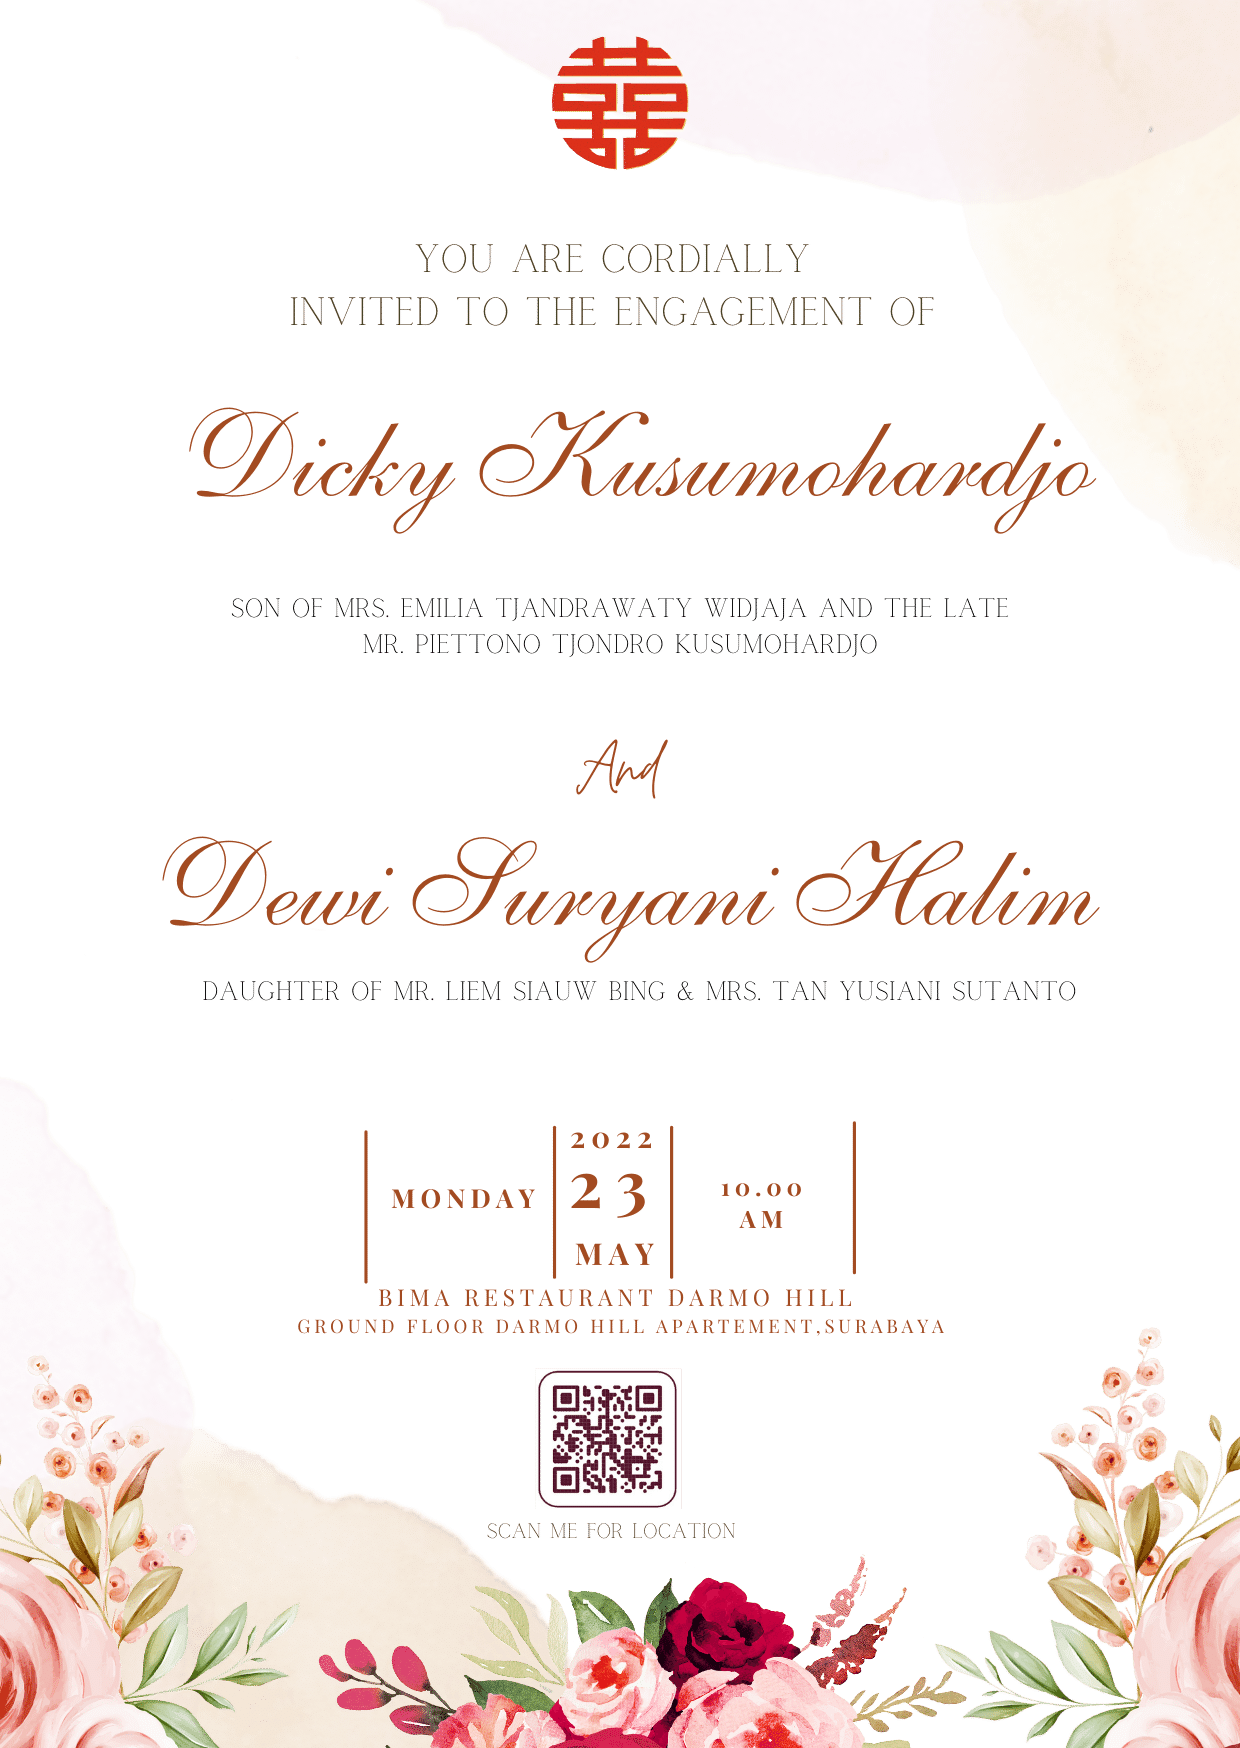 囍
YOU ARE CORDIALLY
INVITED TO THE ENGAGEMENT OF
Dicky Kusumohardjo
SON OF MRS. EMILIA TJANDRAWATY WIDJAJA AND THE LATE
MR. PIETTONO TJONDRO KUSUMOHARDJO
And
Dewi Suryani Halim
DAUGHTER OF MR. LIEM SIAUW BING & MRS. TAN YUSIANI SUTANTO
MONDAY
2022
23
MAY
10.00
AM
BIMA RESTAURANT DARMO HILL
GROUND FLOOR DARMO HILL APARTEMENT,SURABAYA
SCAN ME FOR LOCATION